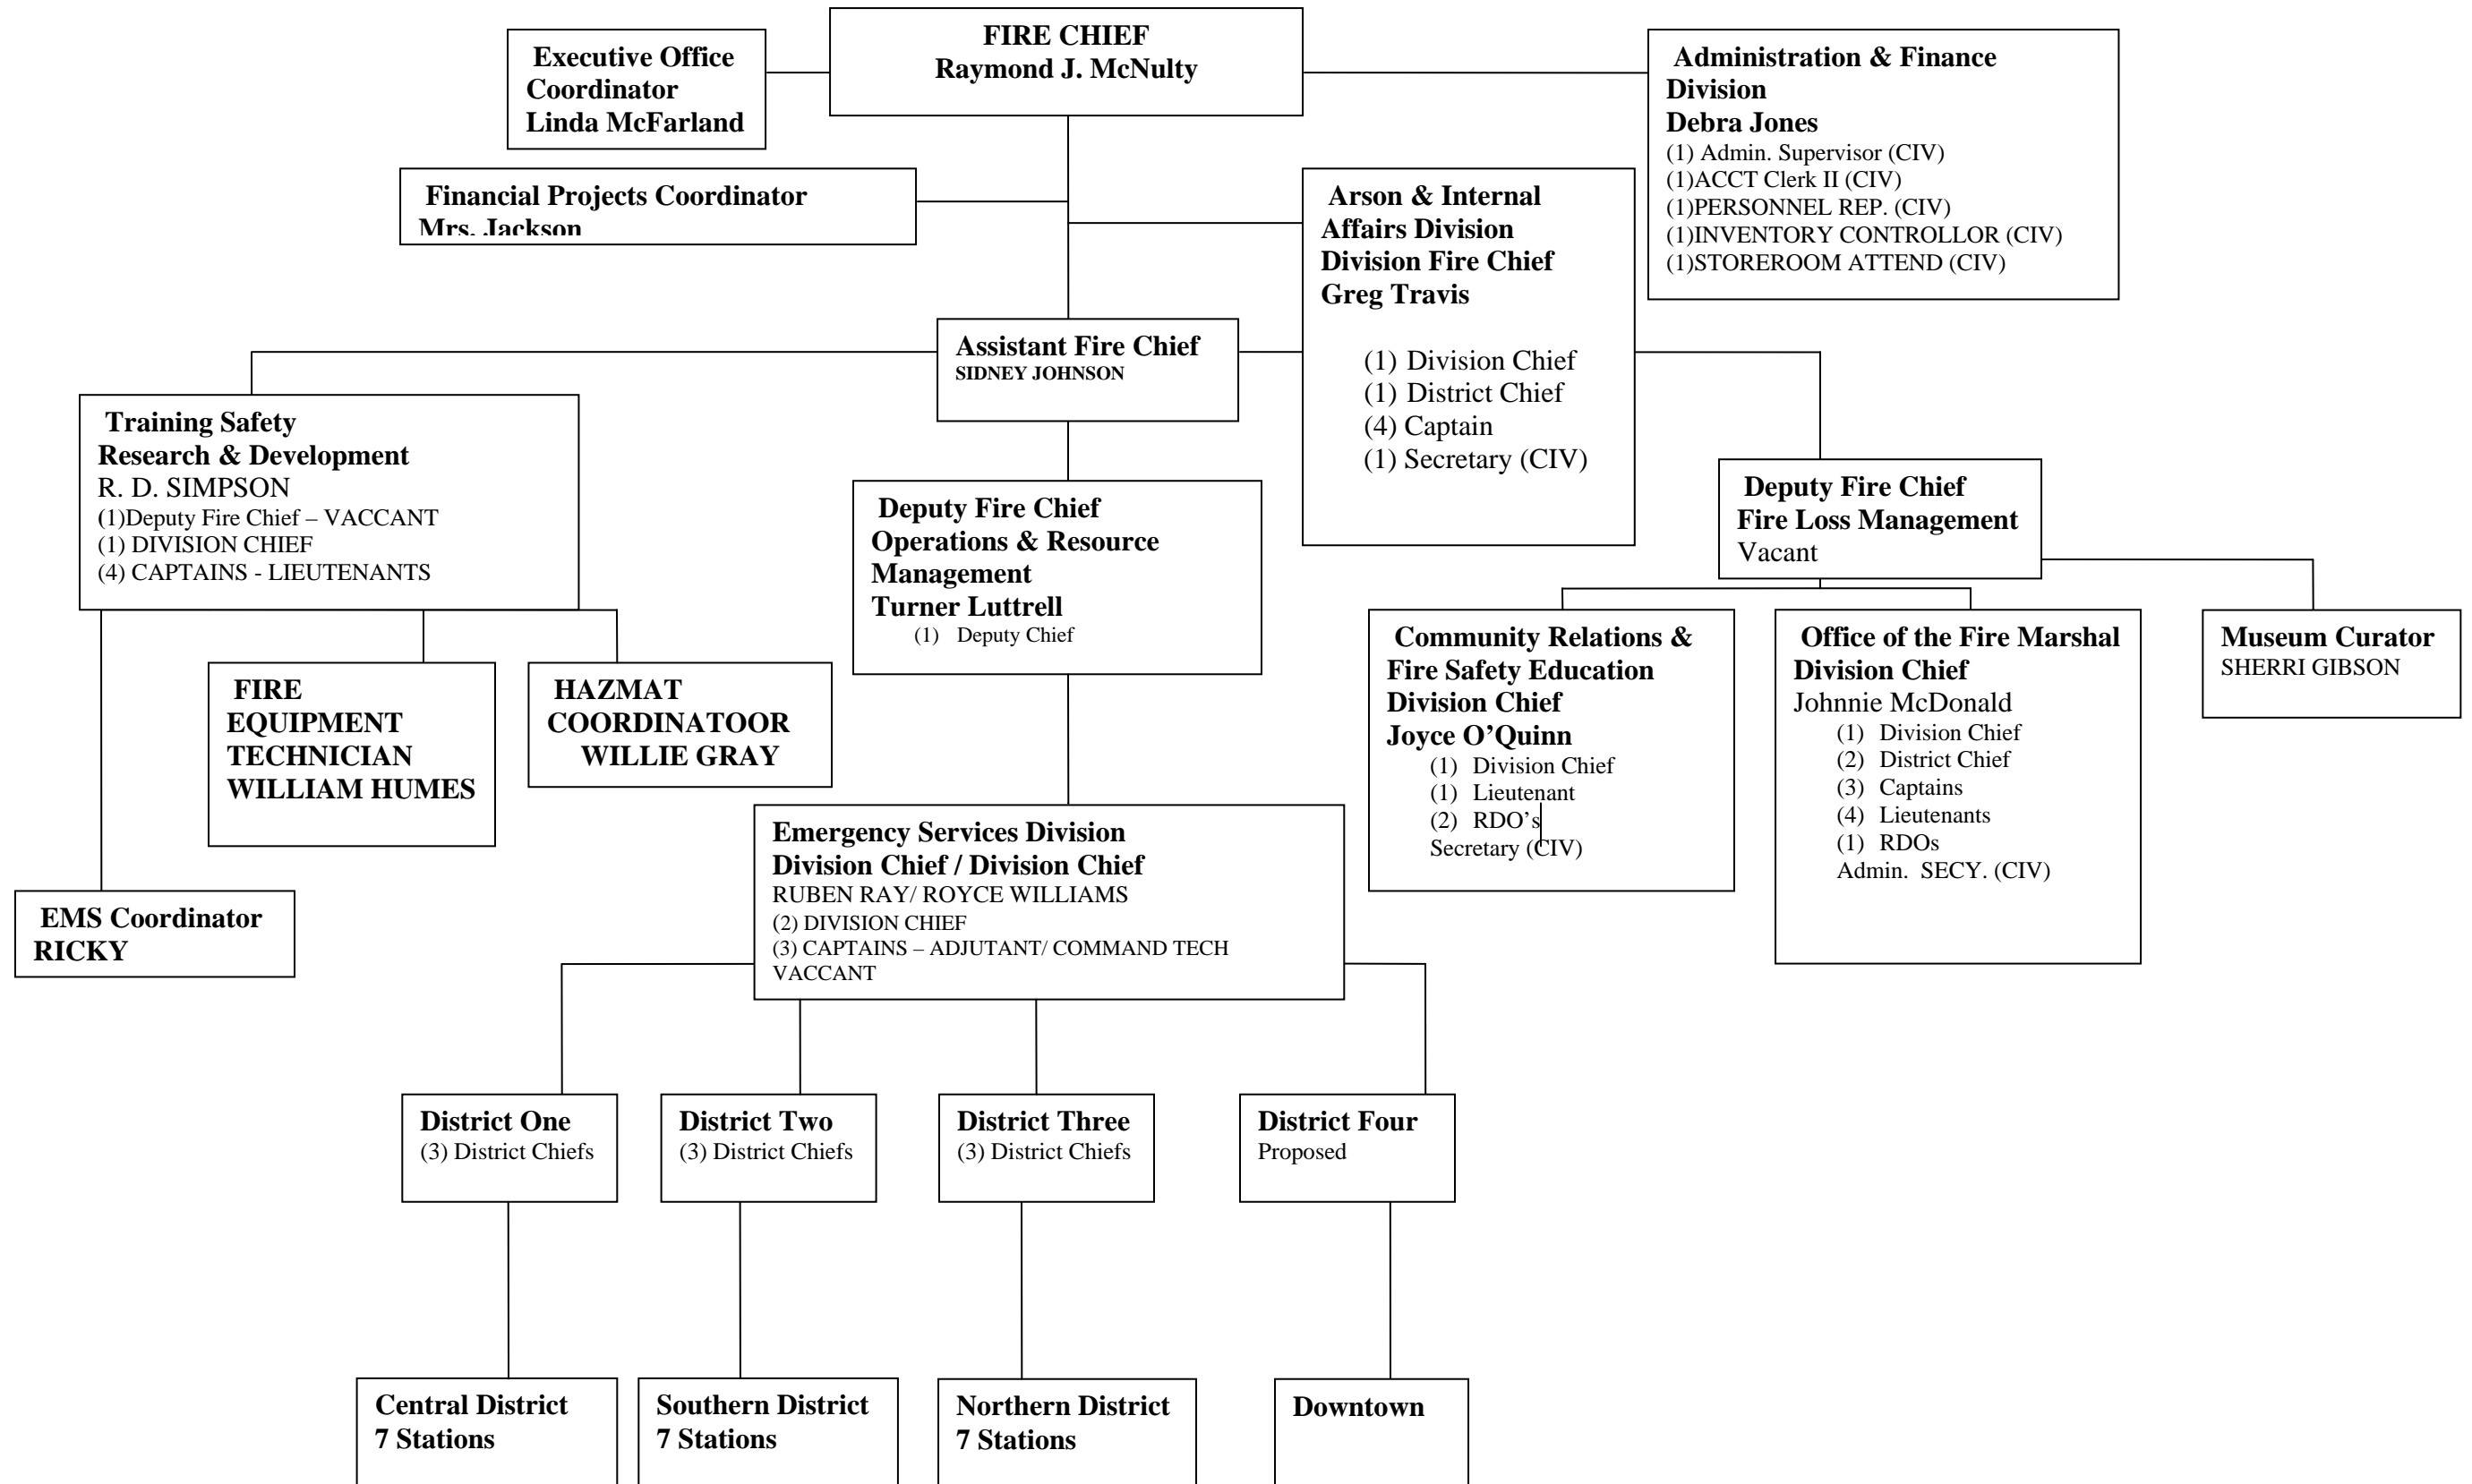 FIRE CHIEF
Raymond J. McNulty
Executive Office
Coordinator
Linda McFarland
Administration & Finance
Division
Debra Jones
(1) Admin. Supervisor (CIV)
(1)ACCT Clerk II (CIV)
(1)PERSONNEL REP. (CIV)
(1)INVENTORY CONTROLLOR (CIV)
(1)STOREROOM ATTEND (CIV)
Financial Projects Coordinator
Mrs. Jackson
Arson & Internal
Affairs Division
Division Fire Chief
Greg Travis
(1) Division Chief
(1) District Chief
(4) Captain
(1) Secretary (CIV)
Assistant Fire Chief
SIDNEY JOHNSON
Training Safety
Research & Development
R. D. SIMPSON
(1)Deputy Fire Chief – VACCANT
(1) DIVISION CHIEF
(4) CAPTAINS - LIEUTENANTS
Deputy Fire Chief
Operations & Resource
Management
Turner Luttrell
(1) Deputy Chief
Deputy Fire Chief
Fire Loss Management
Vacant
FIRE
EQUIPMENT
TECHNICIAN
WILLIAM HUMES
HAZMAT
COORDINATOOR
WILLIE GRAY
Community Relations &
Fire Safety Education
Division Chief
Joyce O’Quinn
(1) Division Chief
(1) Lieutenant
(2) RDO’s
Secretary (CIV)
Office of the Fire Marshal
Division Chief
Johnnie McDonald
(1) Division Chief
(2) District Chief
(3) Captains
(4) Lieutenants
(1) RDOs
Admin. SECY. (CIV)
Museum Curator
SHERRI GIBSON
EMS Coordinator
RICKY
Emergency Services Division
Division Chief / Division Chief
RUBEN RAY/ ROYCE WILLIAMS
(2) DIVISION CHIEF
(3) CAPTAINS – ADJUTANT/ COMMAND TECH
VACCANT
District One
(3) District Chiefs
District Two
(3) District Chiefs
District Three
(3) District Chiefs
District Four
Proposed
Central District
7 Stations
Southern District
7 Stations
Northern District
7 Stations
Downtown